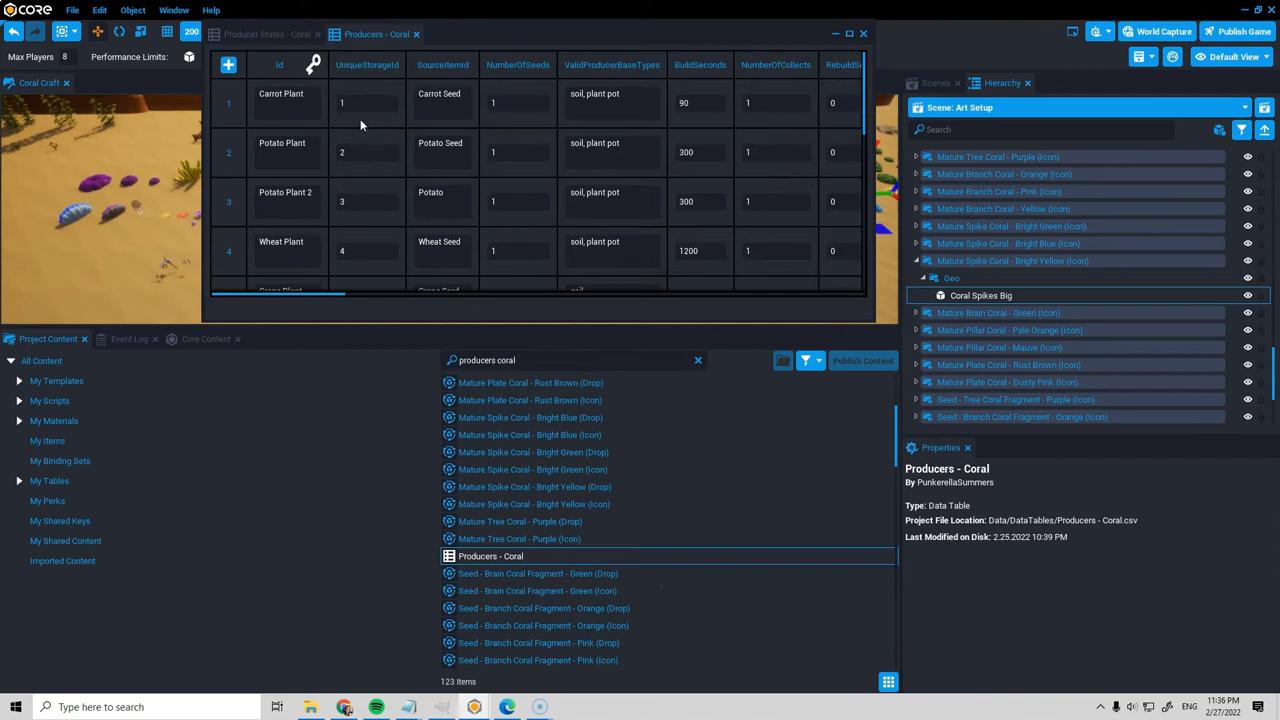 CORE File Edit Object Window Help
200
World Capture Publish Game
Max Players 8 Performance Limits:
Default View
Coral Craft
Producer States - Coral Producers - Coral
Id UniqueStorageId SourceItemId NumberOfSeeds ValidProducerBaseTypes BuildSeconds NumberOfCollects RebuildSe
1 Carrot Plant 1 Carrot Seed 1 soil, plant pot 90 1 0
2 Potato Plant 2 Potato Seed 1 soil, plant pot 300 1 0
3 Potato Plant 2 3 Potato 1 soil, plant pot 300 1 0
4 Wheat Plant 4 Wheat Seed 1 soil, plant pot 1200 1 0
Scenes Hierarchy
Scene: Art Setup
Search
Mature Tree Coral - Purple (Icon)
Mature Branch Coral - Orange (Icon)
Mature Branch Coral - Pink (Icon)
Mature Branch Coral - Yellow (Icon)
Mature Spike Coral - Bright Green (Icon)
Mature Spike Coral - Bright Blue (Icon)
Mature Spike Coral - Bright Yellow (Icon)
Geo
Coral Spikes Big
Mature Brain Coral - Green (Icon)
Mature Pillar Coral - Pale Orange (Icon)
Mature Pillar Coral - Mauve (Icon)
Mature Plate Coral - Rust Brown (Icon)
Mature Plate Coral - Dusty Pink (Icon)
Seed - Tree Coral Fragment - Purple (Icon)
Seed - Branch Coral Fragment - Orange (Icon)
Project Content Event Log Core Content
All Content
My Templates
My Scripts
My Materials
My Items
My Binding Sets
My Tables
My Perks
My Shared Keys
My Shared Content
Imported Content
producers coral
Publish Content
Mature Plate Coral - Rust Brown (Drop)
Mature Plate Coral - Rust Brown (Icon)
Mature Spike Coral - Bright Blue (Drop)
Mature Spike Coral - Bright Blue (Icon)
Mature Spike Coral - Bright Green (Drop)
Mature Spike Coral - Bright Green (Icon)
Mature Spike Coral - Bright Yellow (Drop)
Mature Spike Coral - Bright Yellow (Icon)
Mature Tree Coral - Purple (Drop)
Mature Tree Coral - Purple (Icon)
Producers - Coral
Seed - Brain Coral Fragment - Green (Drop)
Seed - Brain Coral Fragment - Green (Icon)
Seed - Branch Coral Fragment - Orange (Drop)
Seed - Branch Coral Fragment - Orange (Icon)
Seed - Branch Coral Fragment - Pink (Drop)
Seed - Branch Coral Fragment - Pink (Icon)
123 Items
Properties
Producers - Coral
By PunkerellaSummers
Type: Data Table
Project File Location: Data/DataTables/Producers - Coral.csv
Last Modified on Disk: 2.25.2022 10:39 PM
Type here to search
11:36 PM
2/27/2022